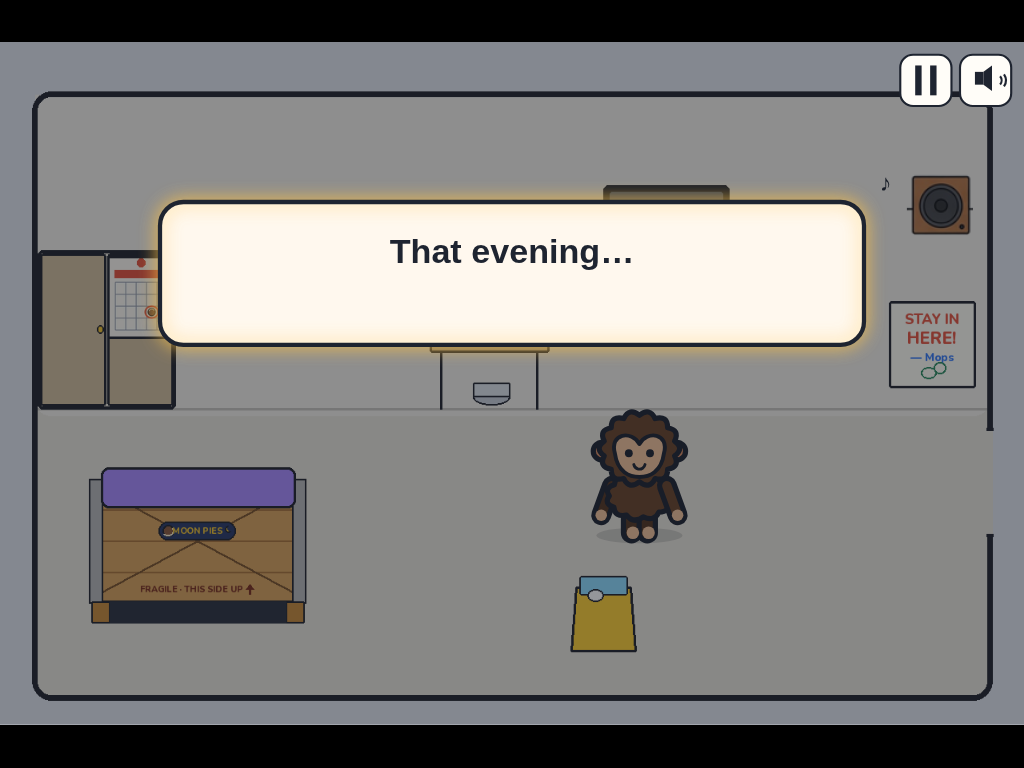 That evening...
STAY IN
HERE!
— Mops
MOON PIES
FRAGILE · THIS SIDE UP